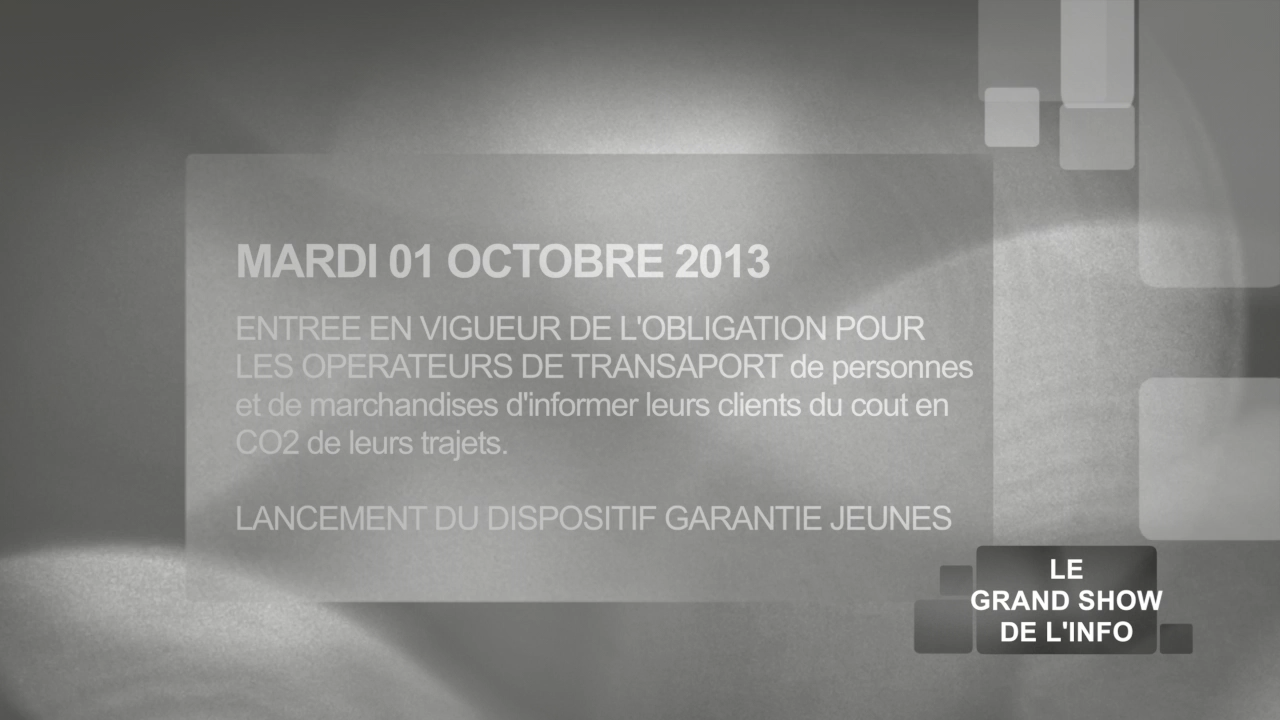 MARDI 01 OCTOBRE 2013
ENTREE EN VIGUEUR DE L'OBLIGATION POUR
LES OPERATEURS DE TRANSAPORT de personnes
et de marchandises d'informer leurs clients du cout en
CO2 de leurs trajets.
LANCEMENT DU DISPOSITIF GARANTIE JEUNES
LE
GRAND SHOW
DE L'INFO